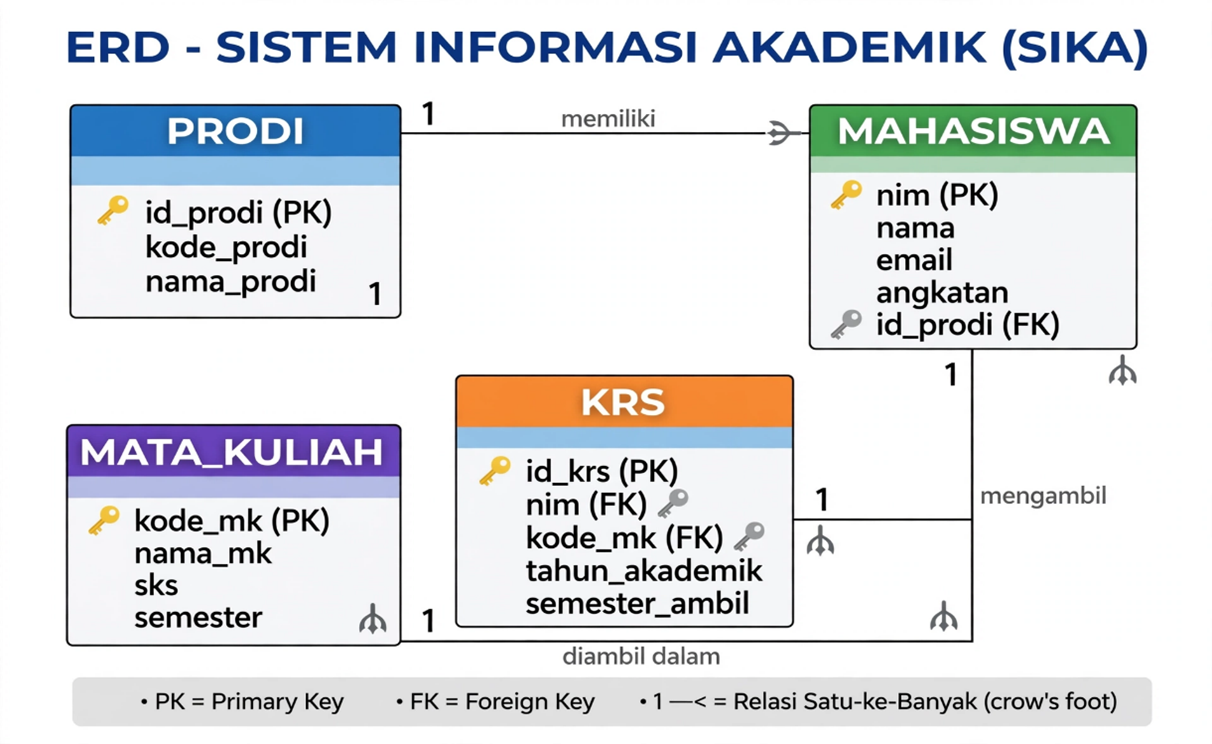 ERD - SISTEM INFORMASI AKADEMIK (SIKA)
PRODI
id_prodi (PK)
kode_prodi
nama_prodi
1
1
memiliki
MAHASISWA
nim (PK)
nama
email
angkatan
id_prodi (FK)
1
MATA_KULIAH
kode_mk (PK)
nama_mk
sks
semester
1
KRS
id_krs (PK)
nim (FK)
kode_mk (FK)
tahun_akademik
semester_ambil
1
mengambil
diambil dalam
• PK = Primary Key • FK = Foreign Key • 1 —< = Relasi Satu-ke-Banyak (crow's foot)